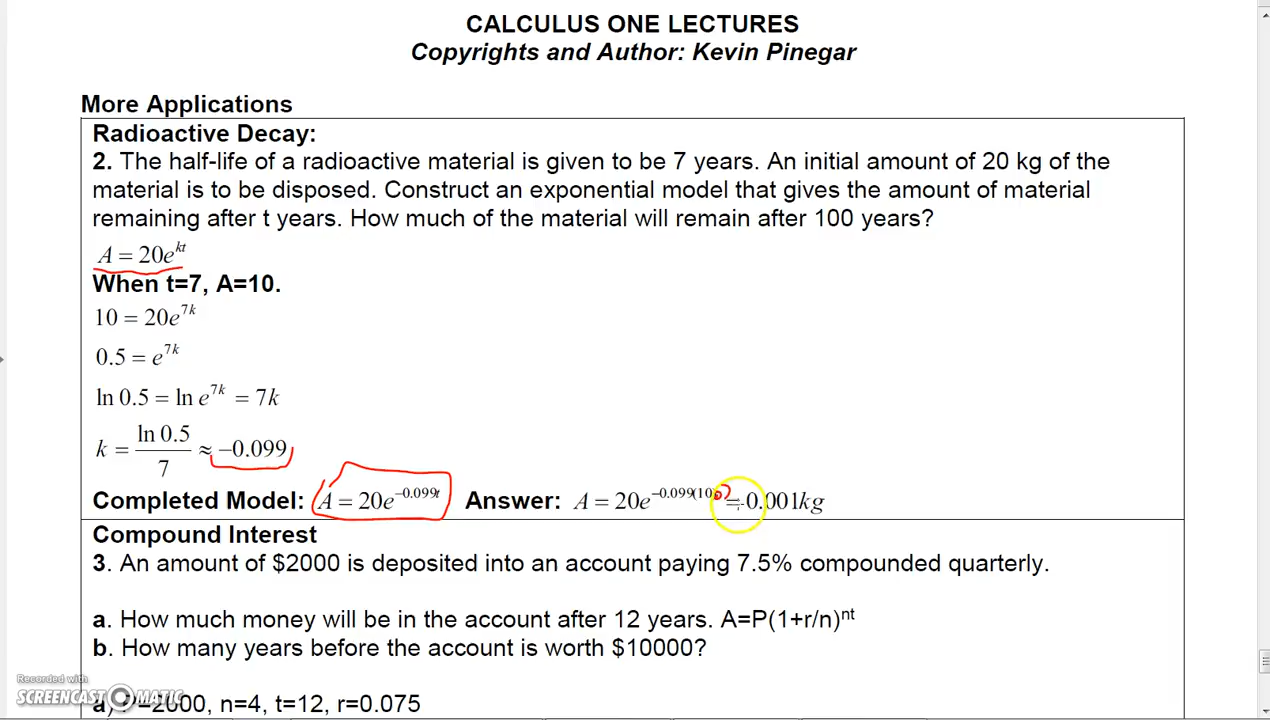 CALCULUS ONE LECTURES
Copyrights and Author: Kevin Pinegar
More Applications
Radioactive Decay:
2. The half-life of a radioactive material is given to be 7 years. An initial amount of 20 kg of the
material is to be disposed. Construct an exponential model that gives the amount of material
remaining after t years. How much of the material will remain after 100 years?
A = 20e^{kt}
When t=7, A=10.
10 = 20e^{7k}
0.5 = e^{7k}
ln 0.5 = ln e^{7k} = 7k
k = \frac{ln 0.5}{7} ≈ −0.099
Completed Model: A = 20e^{−0.099t} Answer: A = 20e^{−0.099(100)} = 0.001kg
Compound Interest
3. An amount of $2000 is deposited into an account paying 7.5% compounded quarterly.
a. How much money will be in the account after 12 years. A=P(1+r/n)^{nt}
b. How many years before the account is worth $10000?
Recorded with
SCREENCAST-O-MATIC
a) P=2000, n=4, t=12, r=0.075